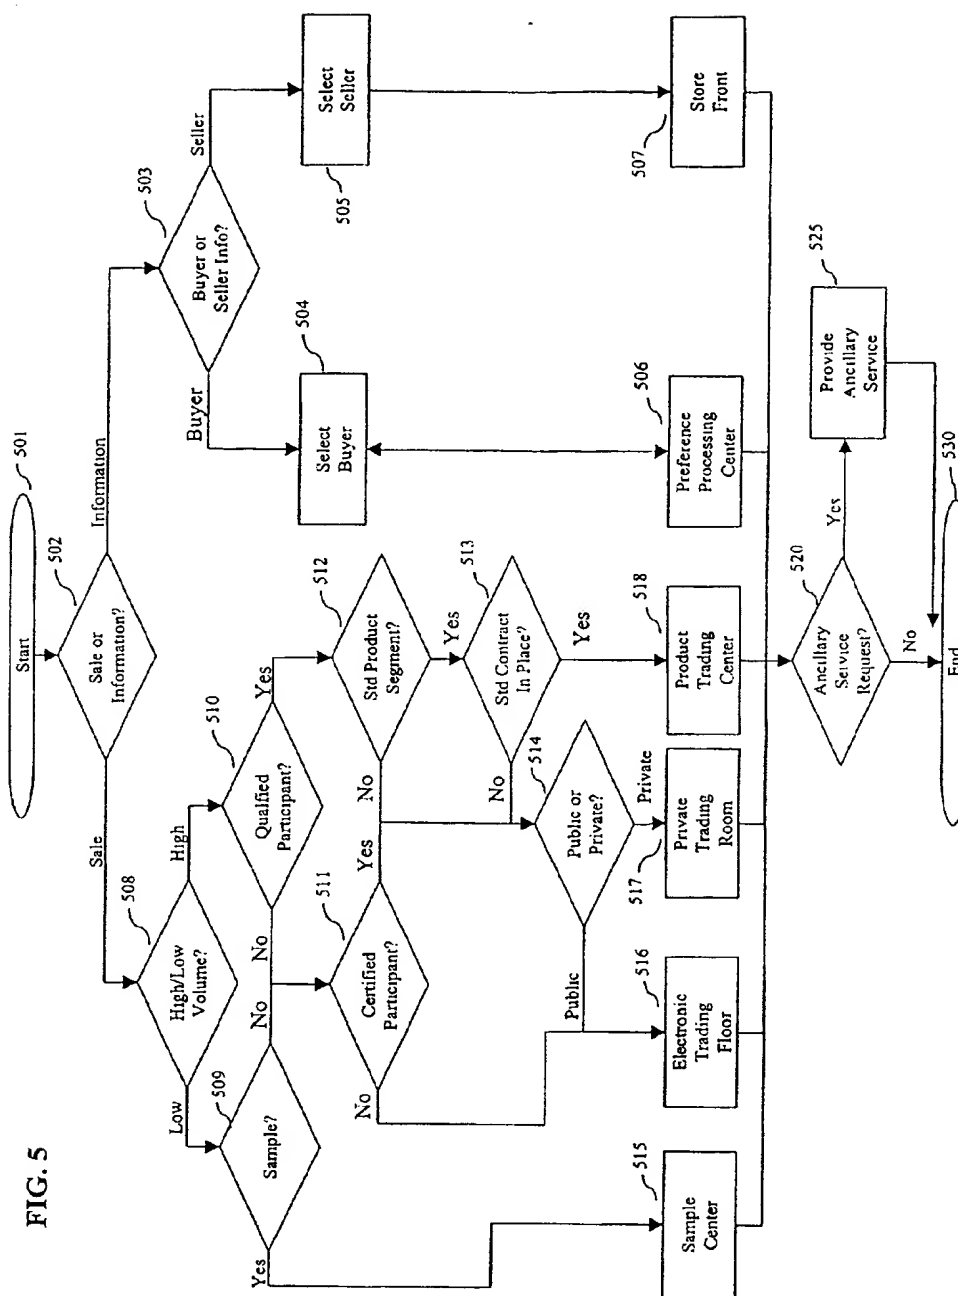 FIG. 5
Start
501
Sale or
Information?
502
Sale
Information
High/Low
Volume?
508
Low
High
Buyer or
Seller Info?
503
Buyer
Seller
Sample?
509
Yes
No
Qualfied
Participant?
510
No
Yes
Select
Buyer
504
Select
Seller
505
Certified
Participant?
511
No
Yes
Std Product
Segment?
512
No
Yes
Std Contract
In Place?
513
No
Yes
Public or
Private?
514
Public
Private
Sample
Center
515
Electronic
Trading
Floor
516
Private
Trading
Room
517
Product
Trading
Center
518
Preference
Processing
Center
506
Store
Front
507
Ancillary
Service
Request?
520
Yes
No
Provide
Ancillary
Service
525
End
530